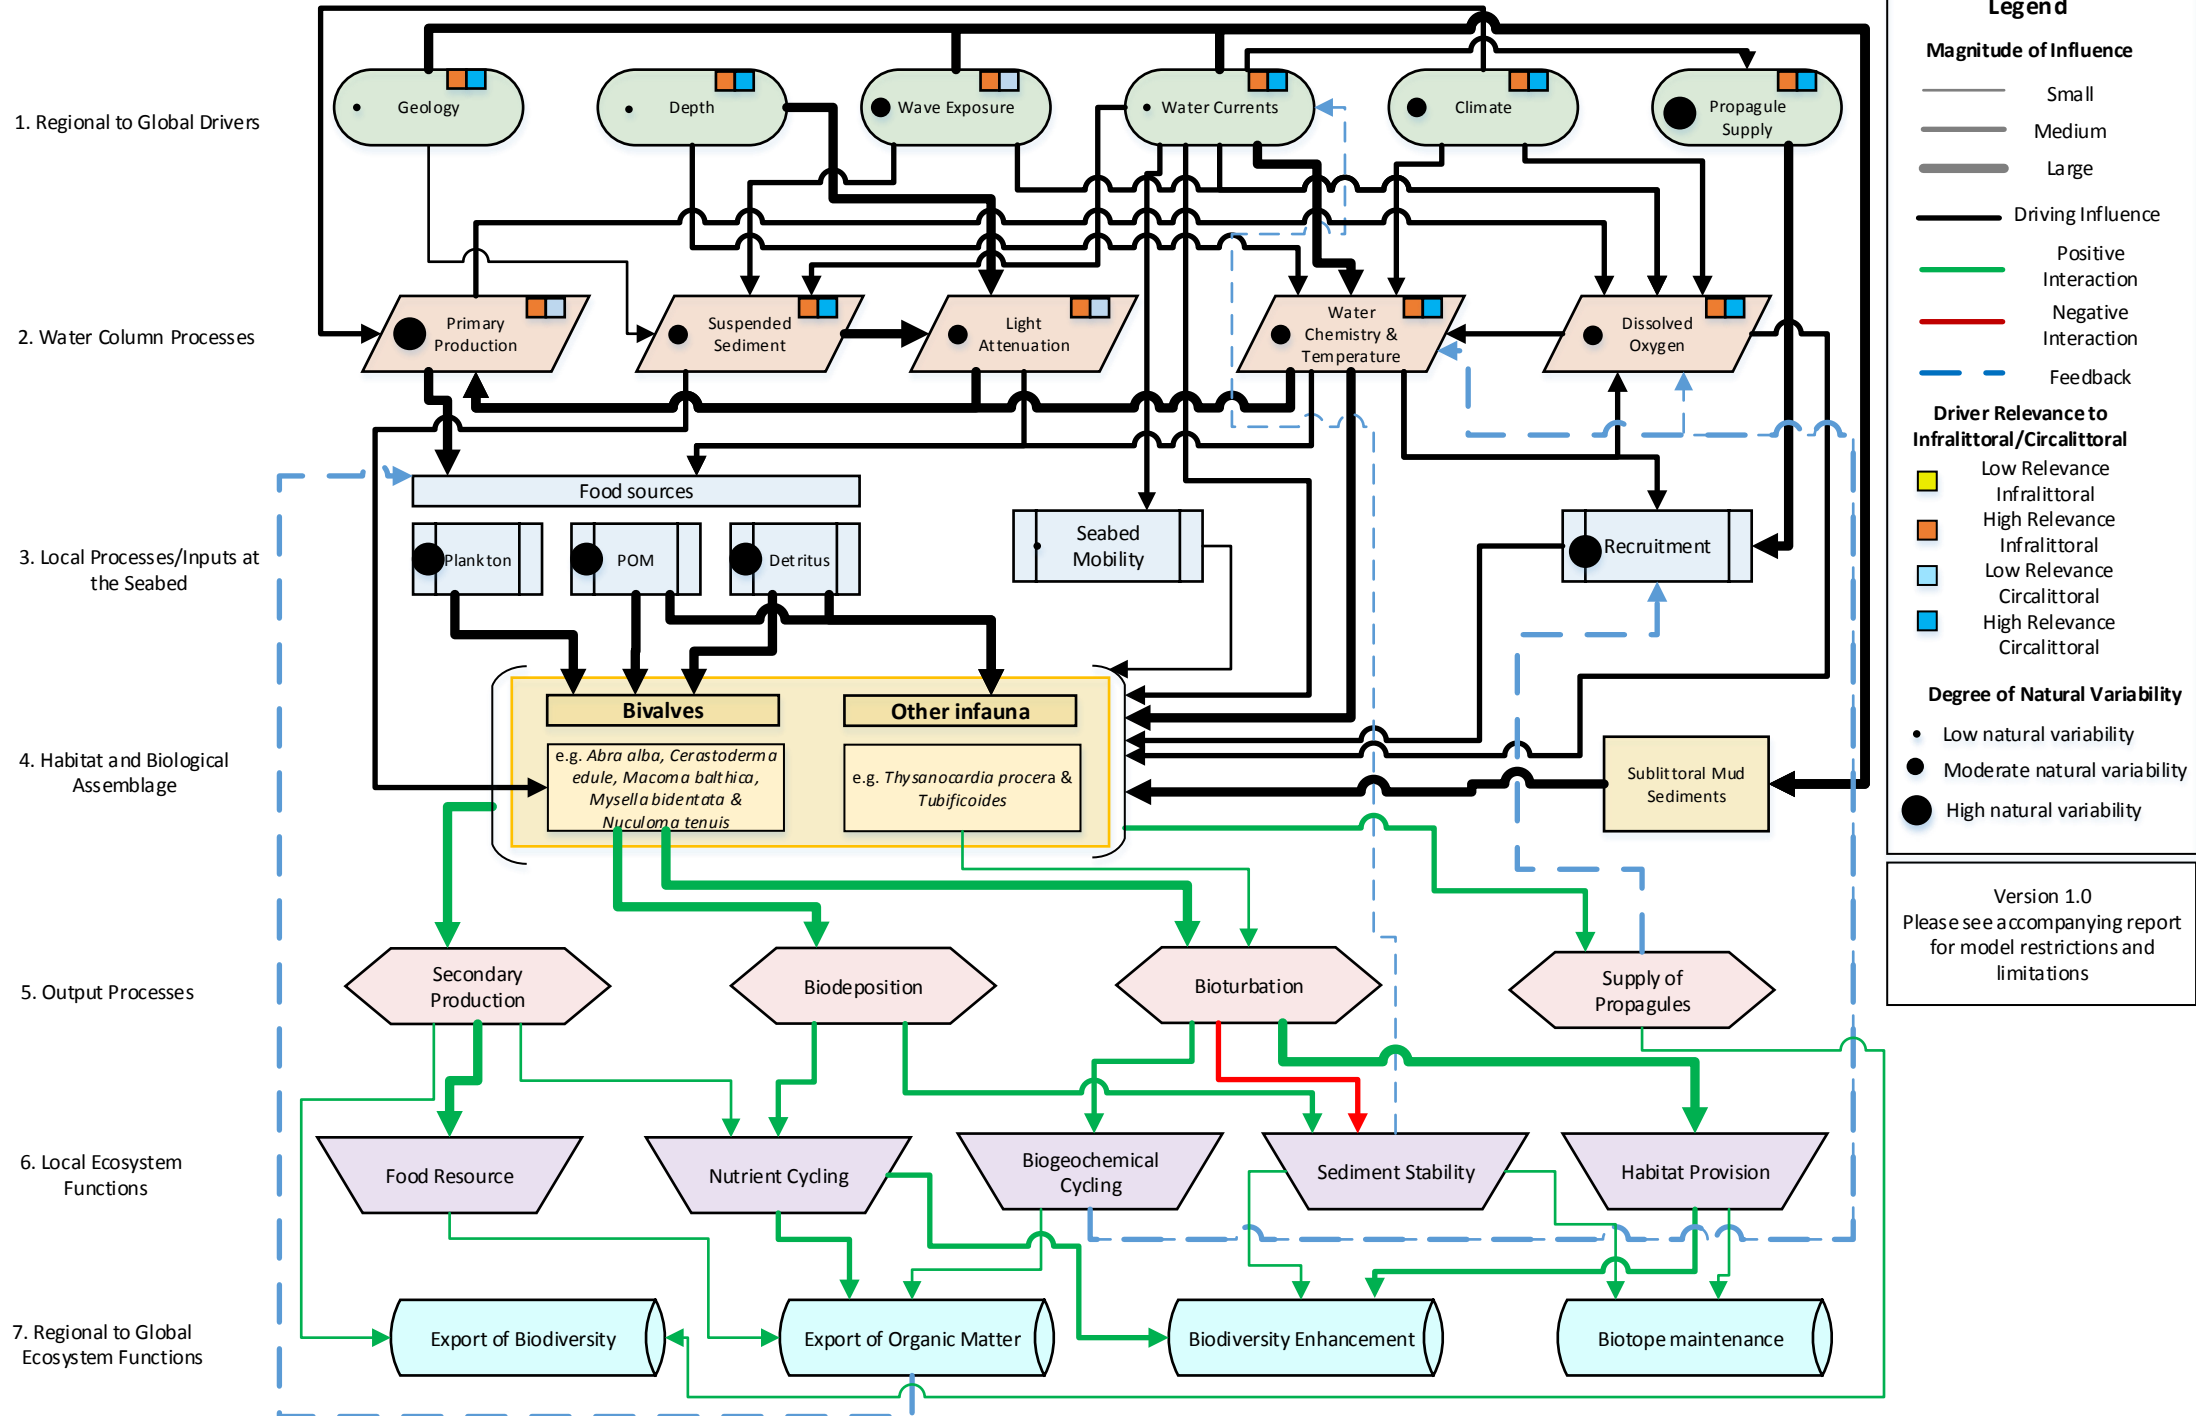 Legend
Magnitude of Influence
Small
Medium
Large
Driving Influence
Positive
Interaction
Negative
Interaction
Feedback
Driver Relevance to
Infralittoral/Circalittoral
Low Relevance
Infralittoral
High Relevance
Infralittoral
Low Relevance
Circalittoral
High Relevance
Circalittoral
Degree of Natural Variability
Low natural variability
Moderate natural variability
High natural variability
Version 1.0
Please see accompanying report
for model restrictions and
limitations
1. Regional to Global Drivers
Geology
Depth
Wave Exposure
Water Currents
Climate
Propagule
Supply
2. Water Column Processes
Primary
Production
Suspended
Sediment
Light
Attenuation
Water
Chemistry &
Temperature
Dissolved
Oxygen
3. Local Processes/Inputs at
the Seabed
Food sources
Plankton
POM
Detritus
Seabed
Mobility
Recruitment
4. Habitat and Biological
Assemblage
Bivalves
e.g. Abra alba, Cerastoderma
edule, Macoma balthica,
Mysella bidentata &
Nuculoma tenuis
Other infauna
e.g. Thysanocardia procera &
Tubificoides
Sublittoral Mud
Sediments
5. Output Processes
Secondary
Production
Biodeposition
Bioturbation
Supply of
Propagules
6. Local Ecosystem
Functions
Food Resource
Nutrient Cycling
Biogeochemical
Cycling
Sediment Stability
Habitat Provision
7. Regional to Global
Ecosystem Functions
Export of Biodiversity
Export of Organic Matter
Biodiversity Enhancement
Biotope maintenance